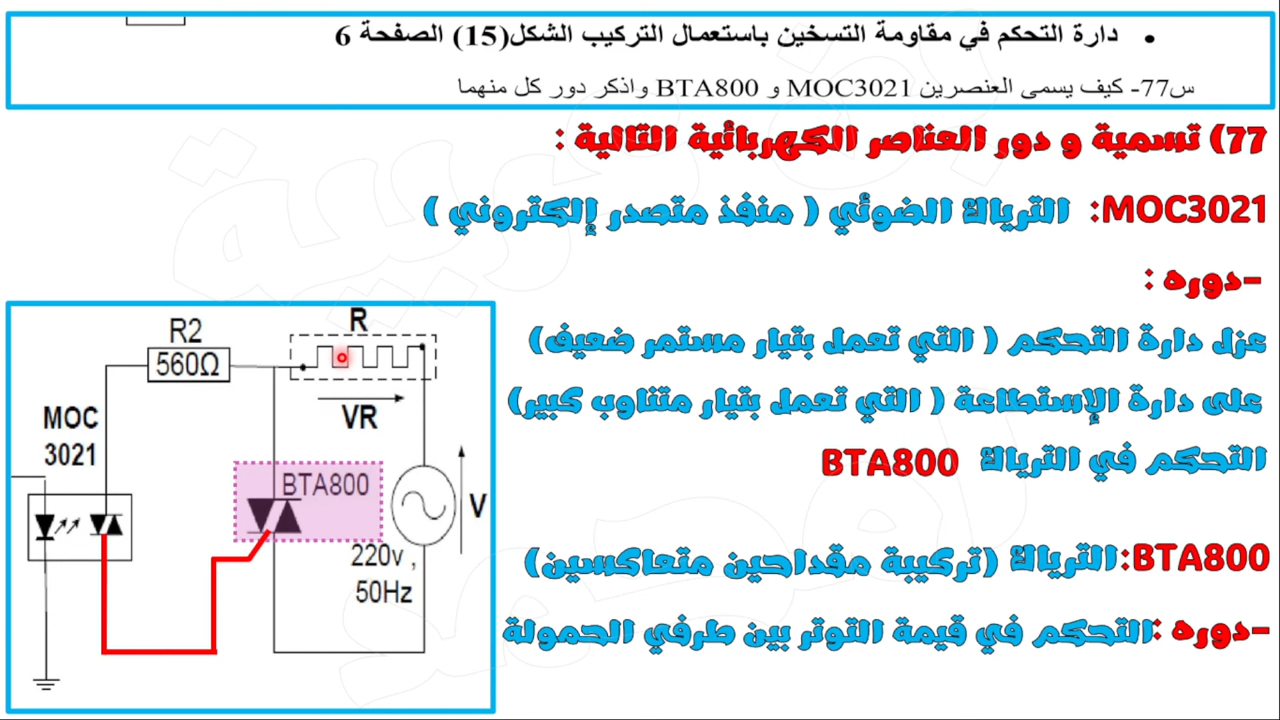 • دارة التحكم في مقاومة التسخين باستعمال التركيب الشكل(15) الصفحة 6
س77- كيف يسمى العنصرين MOC3021 و BTA800 واذكر دور كل منهما
77) تسمية و دور العناصر الكهربائية التالية :
MOC3021: الترياك الضوئي ( منفذ متصدر إلكتروني )
-دوره :
عزل دارة التحكم ( التي تعمل بتيار مستمر ضعيف)
على دارة الإستطاعة ( التي تعمل بتيار متناوب كبير)
التحكم في الترياك BTA800
BTA800: الترياك (تركيبة مقداحين متعاكسين)
-دوره :التحكم في قيمة التوتر بين طرفي الحمولة
R
R2
560Ω
VR
MOC
3021
BTA800
V
220v ,
50Hz